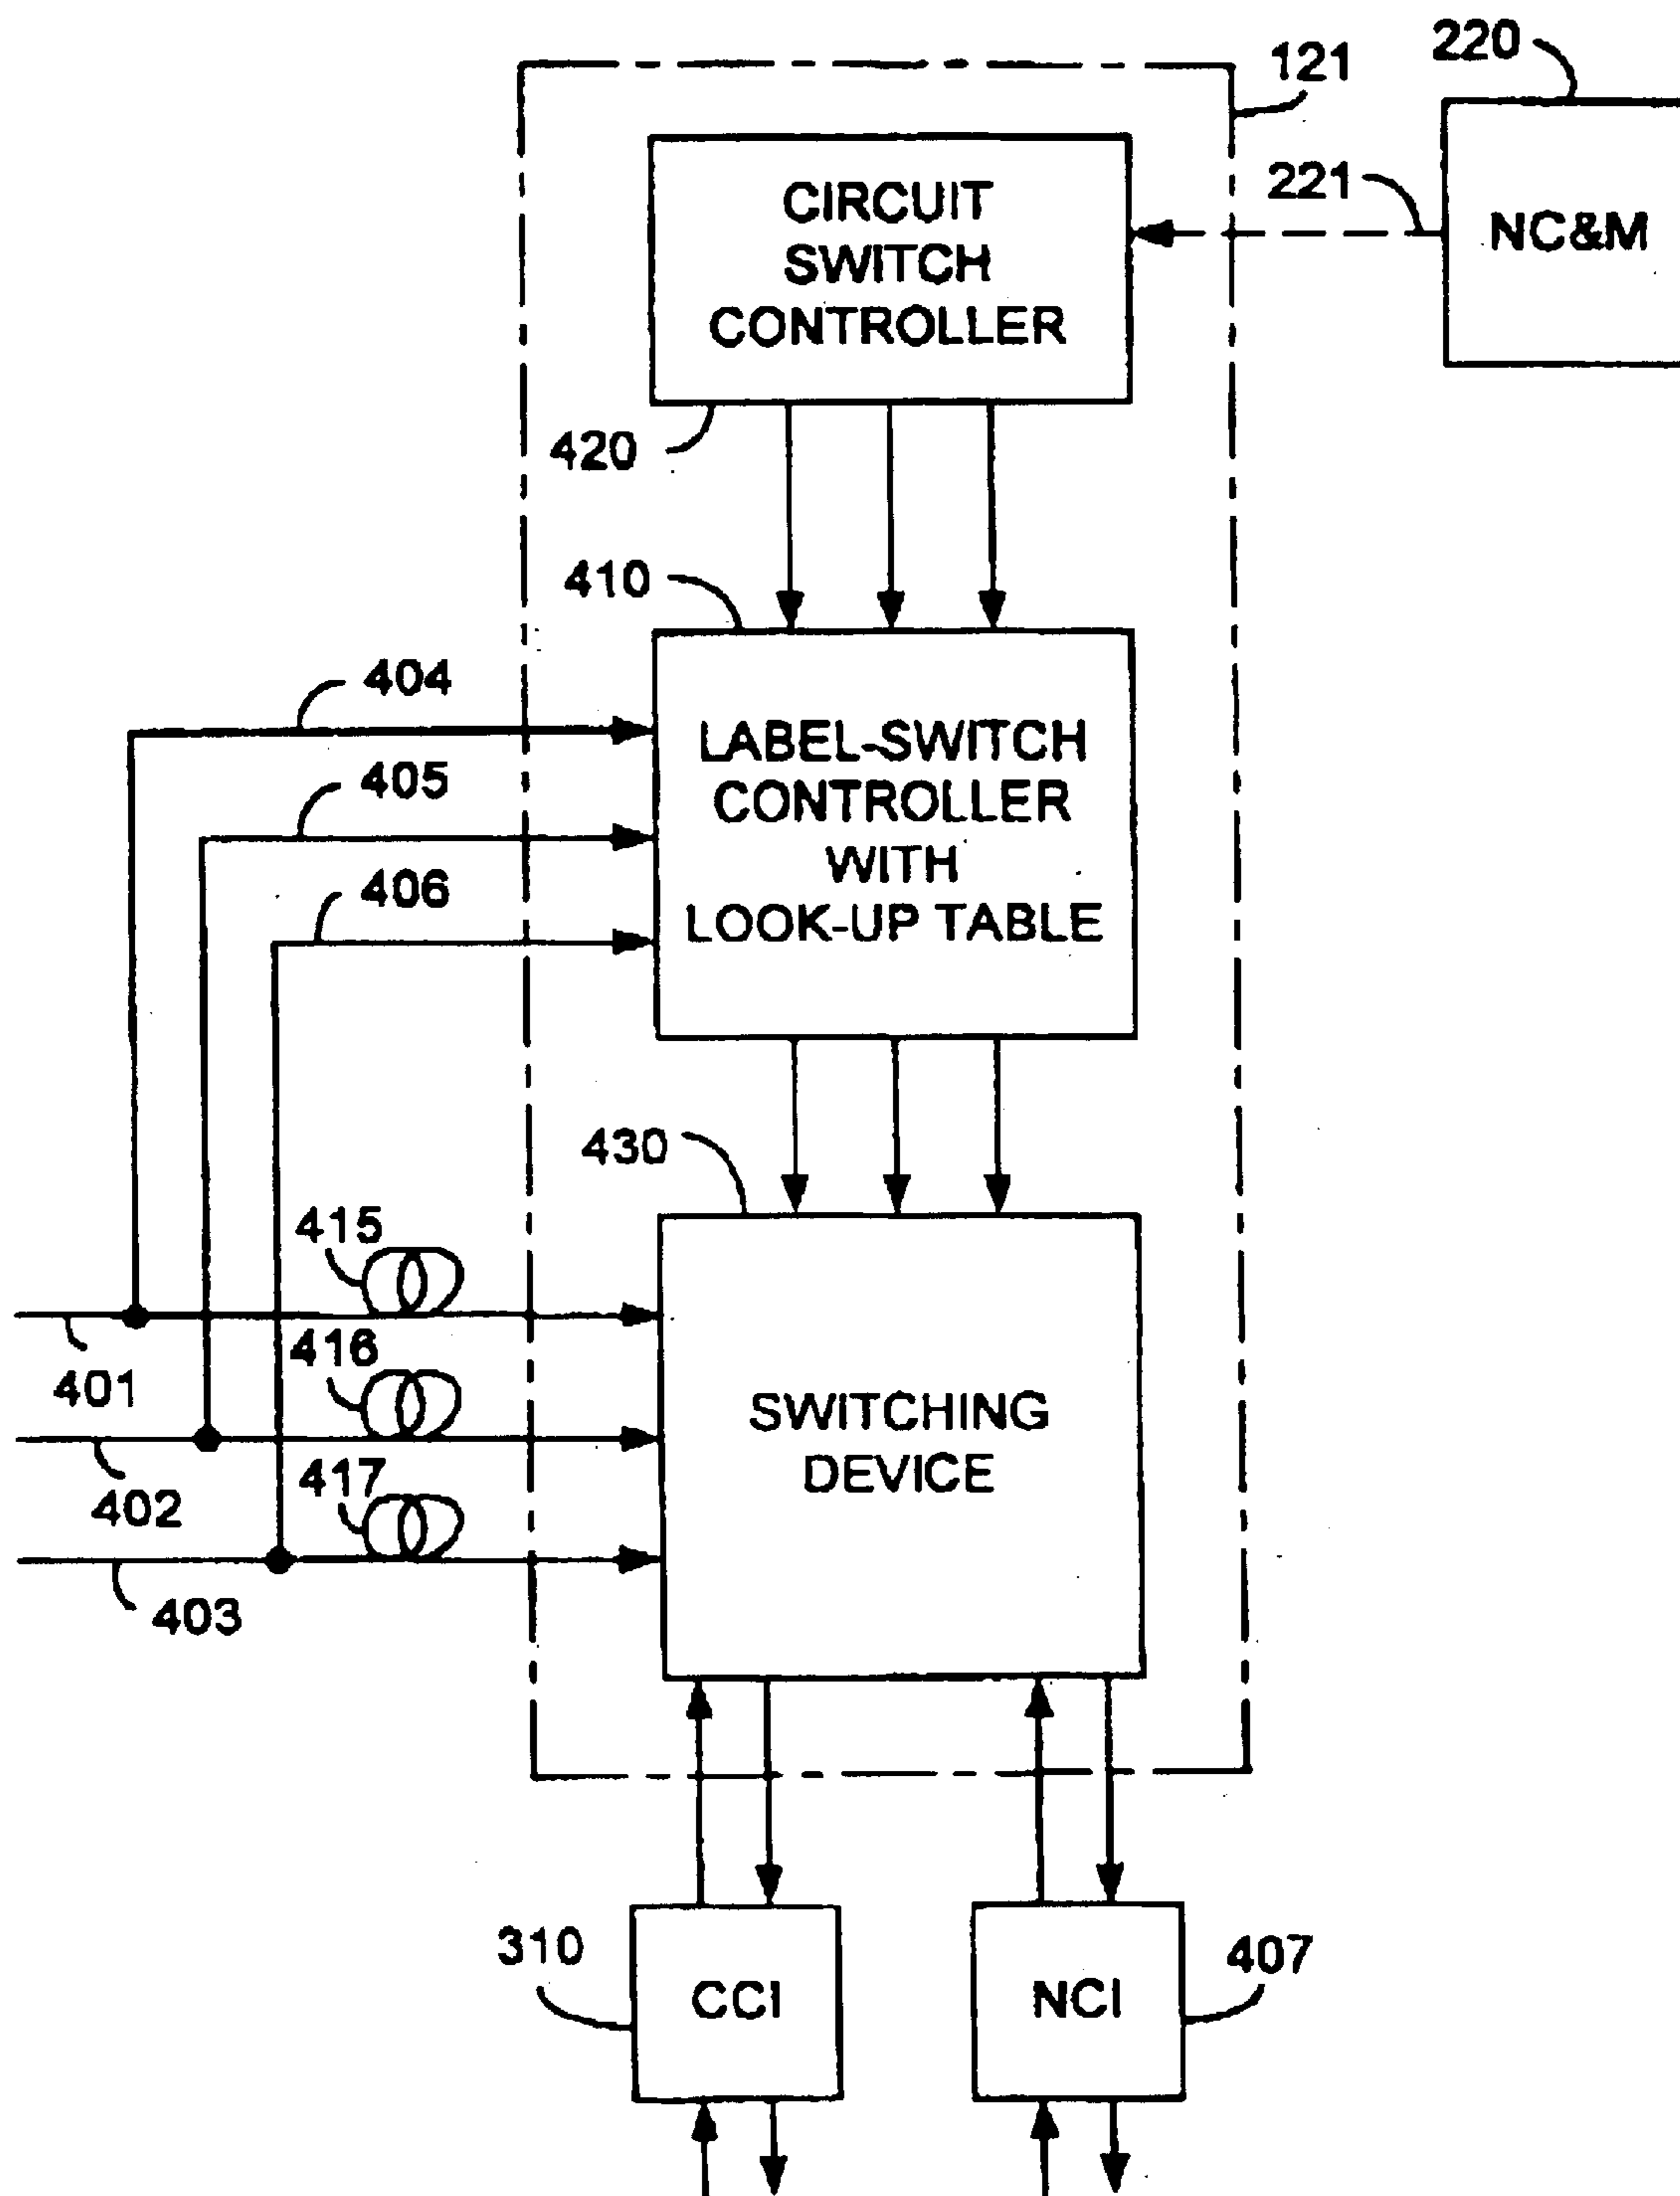 220
121
221
NC&M
CIRCUIT
SWITCH
CONTROLLER
420
410
404
LABEL-SWITCH
CONTROLLER
WITH
LOOK-UP TABLE
405
406
430
415
401
416
SWITCHING
DEVICE
402
417
403
310
CCI
NCI
407